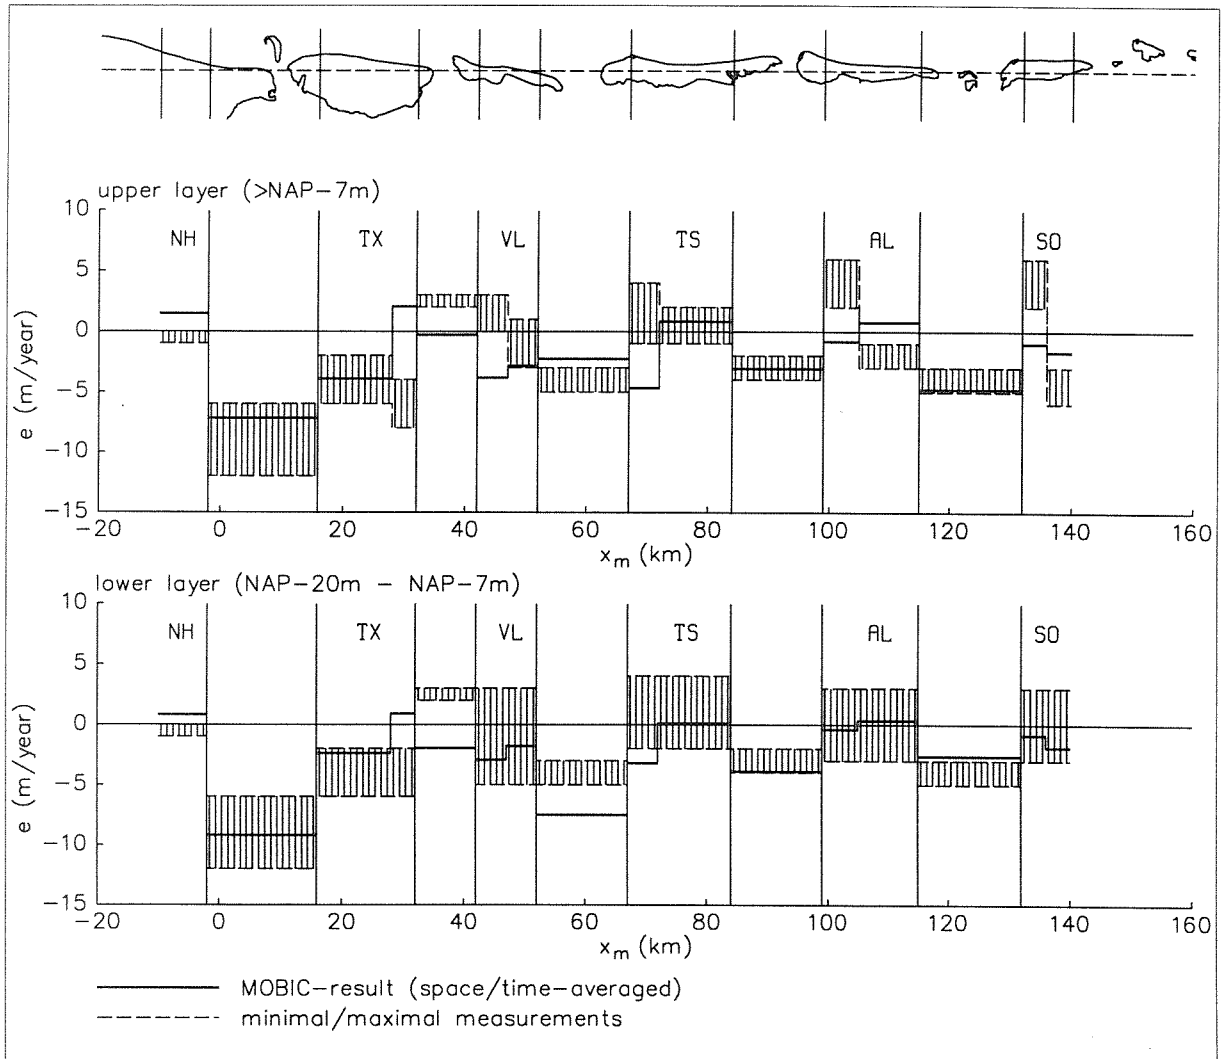 upper layer (>NAP-7m)
10
NH
TX
VL
TS
AL
SO
5
0
-5
-10
-15
e (m/year)
-20
0
20
40
60
80
100
120
140
160
x_m (km)
lower layer (NAP-20m - NAP-7m)
10
NH
TX
VL
TS
AL
SO
5
0
-5
-10
-15
e (m/year)
-20
0
20
40
60
80
100
120
140
160
x_m (km)
MOBIC-result (space/time-averaged)
minimal/maximal measurements